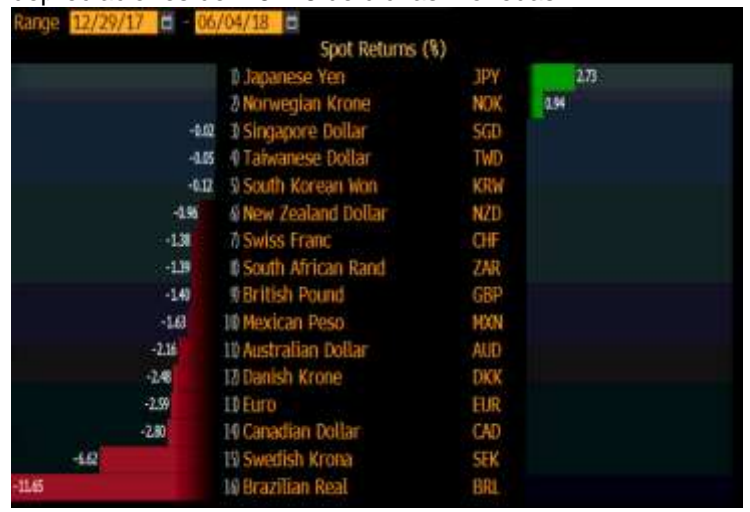 Range 12/29/17 - 06/04/18
Spot Returns (%)
1) Japanese Yen JPY 2.73
2) Norwegian Krone NOK 0.94
-0.02 3) Singapore Dollar SGD
-0.05 4) Taiwanese Dollar TWD
-0.12 5) South Korean Won KRW
-0.96 6) New Zealand Dollar NZD
-1.38 7) Swiss Franc CHF
-1.39 8) South African Rand ZAR
-1.40 9) British Pound GBP
-1.63 10) Mexican Peso MXN
-2.16 11) Australian Dollar AUD
-2.48 12) Danish Krone DKK
-2.59 13) Euro EUR
-2.80 14) Canadian Dollar CAD
-6.62 15) Swedish Krona SEK
-11.65 16) Brazilian Real BRL